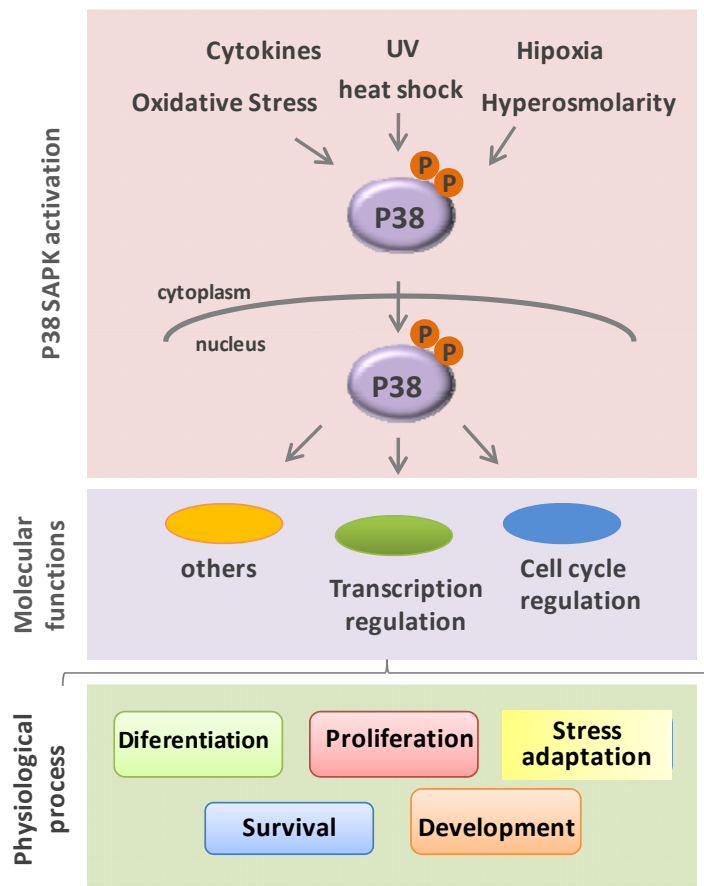 P38 SAPK activation
Cytokines
UV
Hipoxia
Oxidative Stress
heat shock
Hyperosmolarity
P
P
P38
cytoplasm
nucleus
P
P
P38
Molecular
functions
others
Transcription
regulation
Cell cycle
regulation
Physiological
process
Diferentiation
Proliferation
Stress
adaptation
Survival
Development